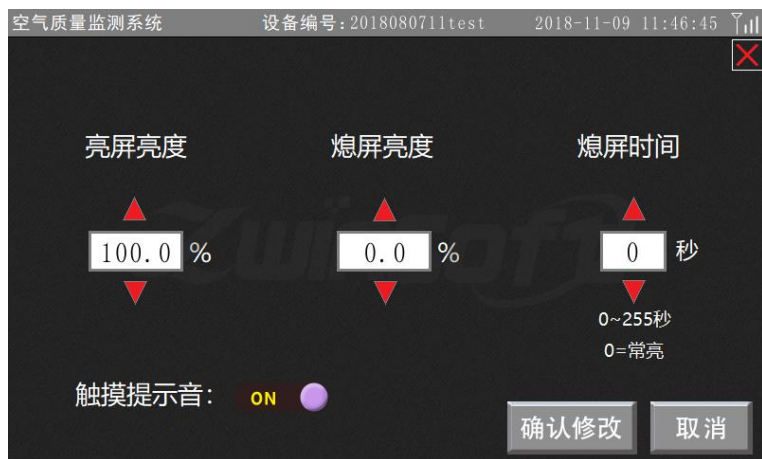 空气质量监测系统 设备编号:2018080711test 2018-11-09 11:46:45
亮屏亮度 熄屏亮度 熄屏时间
ZwinSoft
100.0 % 0.0 % 0 秒
0~255秒
0=常亮
触摸提示音: ON
确认修改 取消